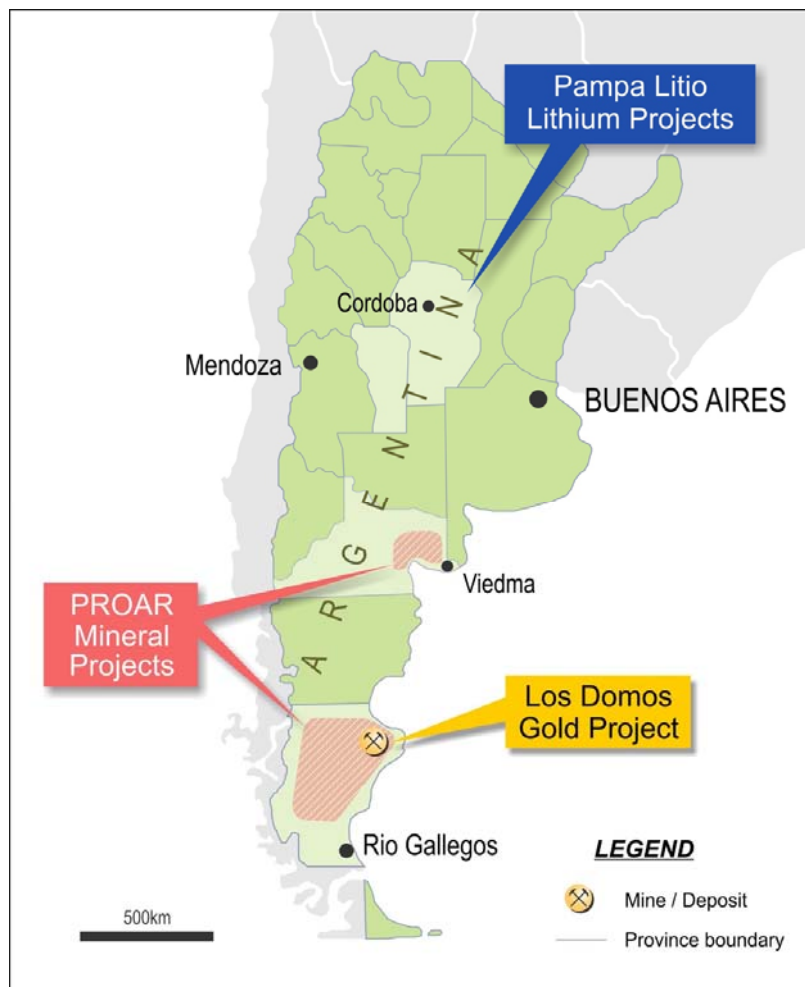 Pampa Litio
Lithium Projects
Cordoba
Mendoza
BUENOS AIRES
ARGENTINA
Viedma
PROAR
Mineral
Projects
Los Domos
Gold Project
Rio Gallegos
LEGEND
Mine / Deposit
Province boundary
500km